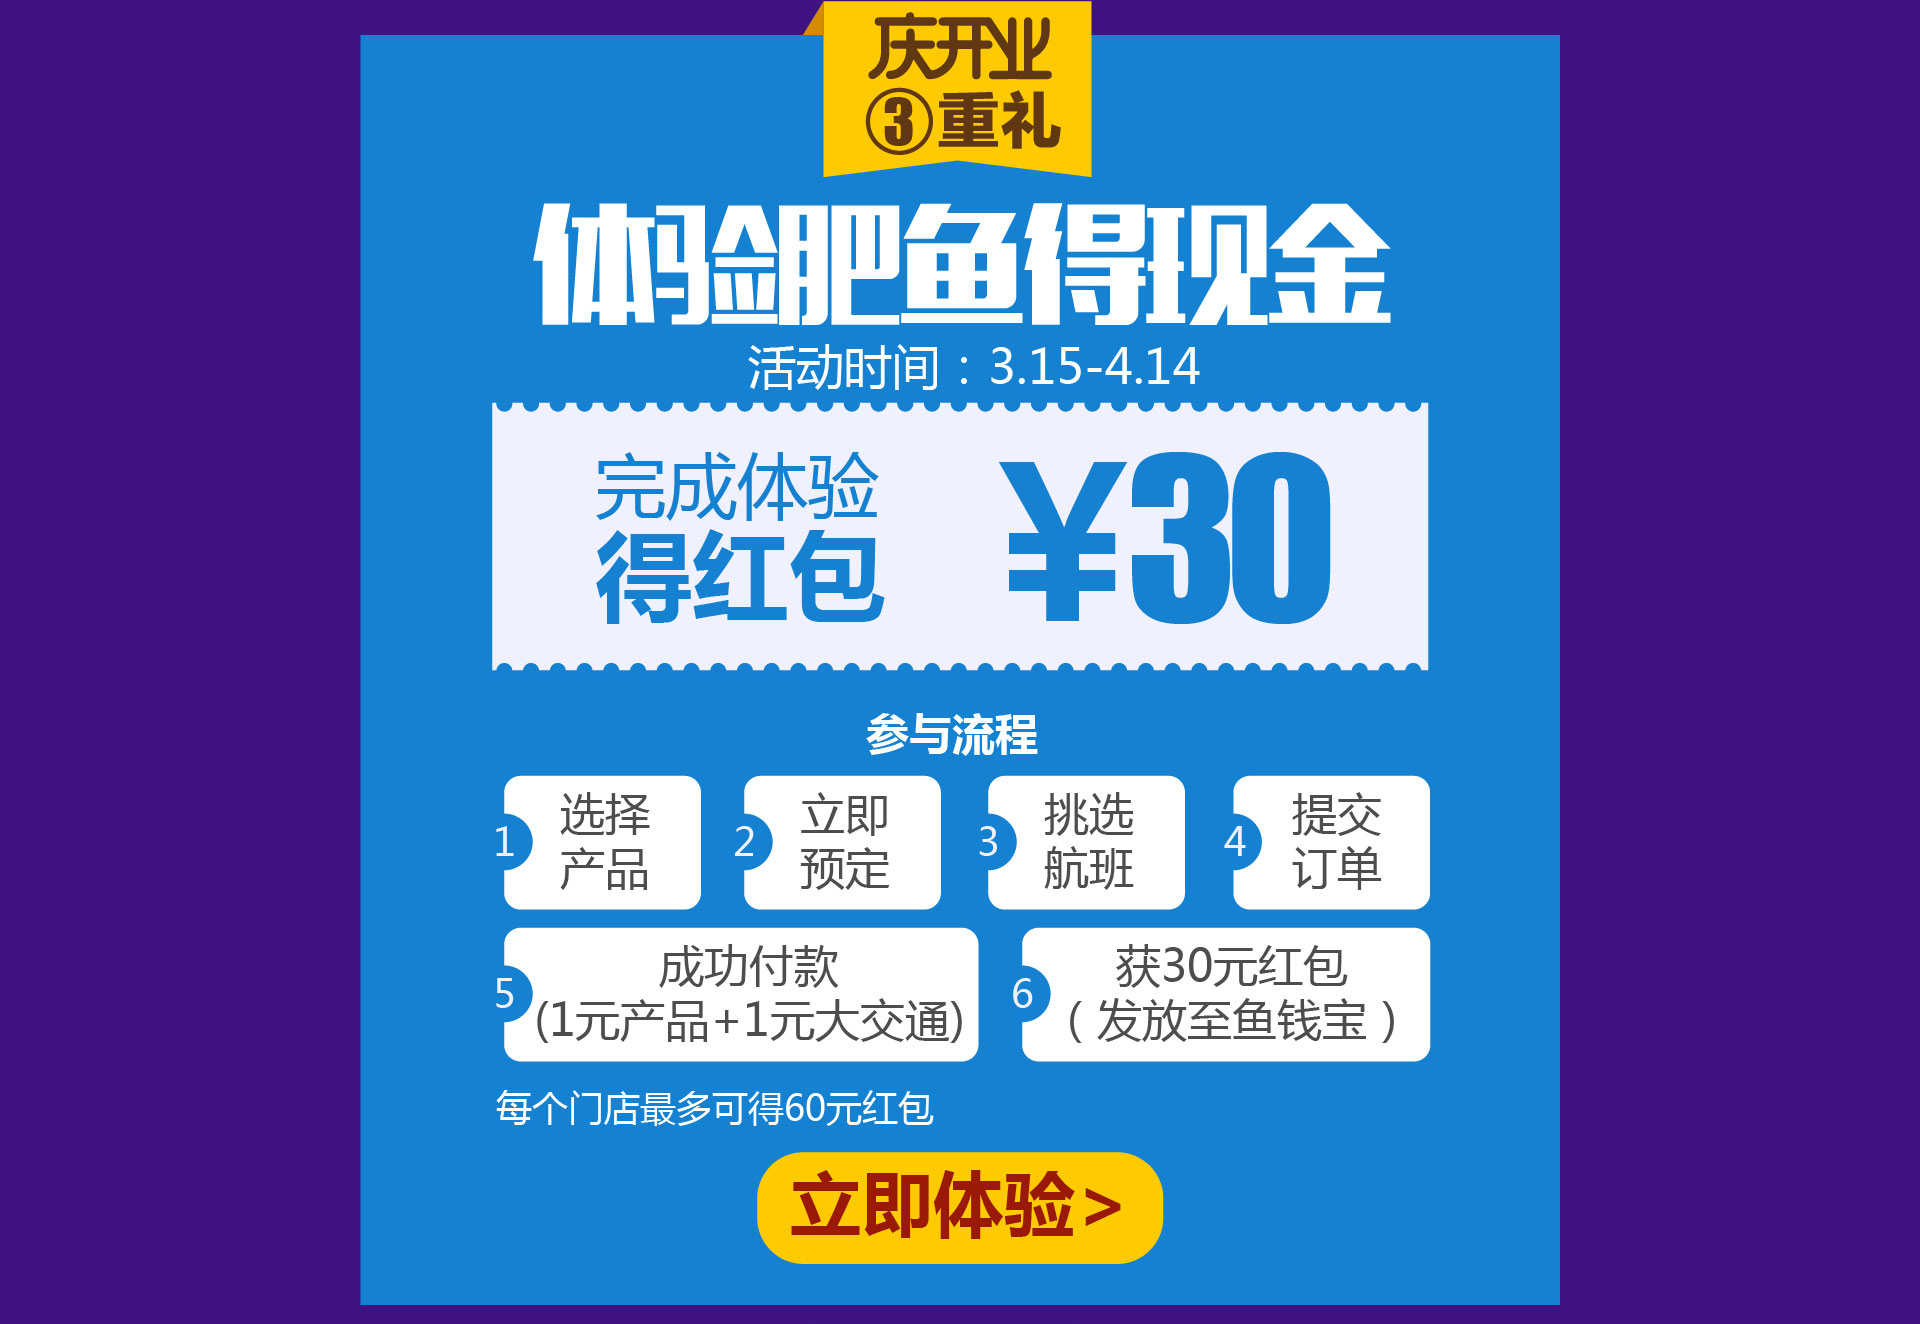 庆开业
③重礼
体验肥鱼得现金
活动时间：3.15-4.14
完成体验
得红包
¥30
参与流程
1 选择
产品
2 立即
预定
3 挑选
航班
4 提交
订单
5 成功付款
(1元产品+1元大交通)
6 获30元红包
（发放至鱼钱宝）
每个门店最多可得60元红包
立即体验>